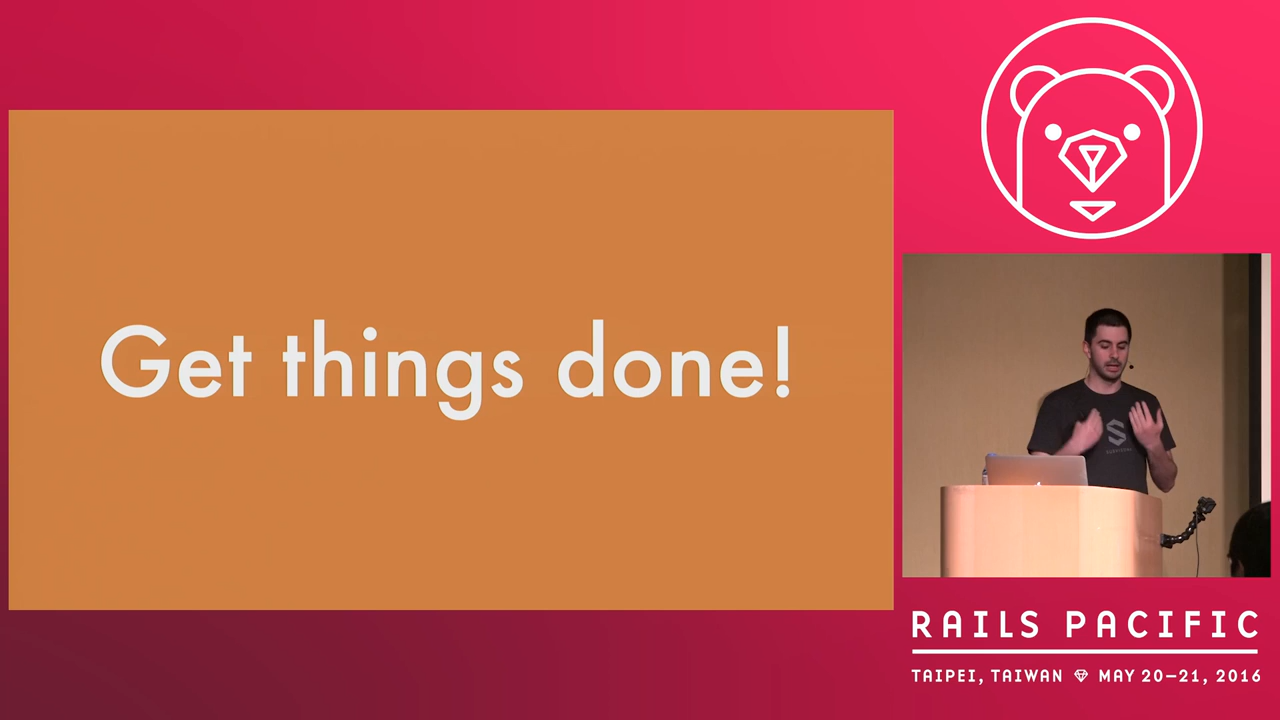 Get things done!
S
RAILS PACIFIC
TAIPEI, TAIWAN MAY 20–21, 2016